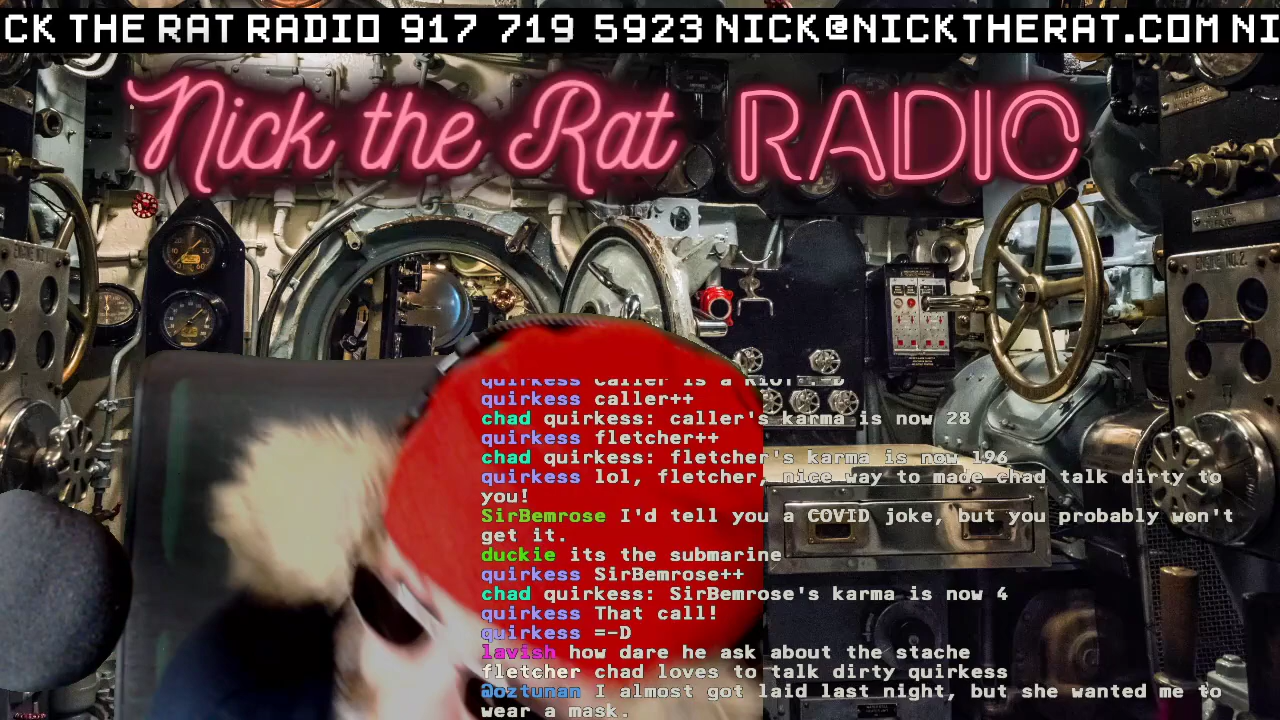 CK THE RAT RADIO 917 719 5923 NICK@NICKTHERAT.COM NI
Nick the Rat RADIO
quirkess caller is a RIOT! :D
quirkess caller++
chad quirkess: caller's karma is now 28
quirkess fletcher++
chad quirkess: fletcher's karma is now 196
quirkess lol, fletcher, nice way to made chad talk dirty to
you!
SirBemrose I'd tell you a COVID joke, but you probably won't
get it.
duckie its the submarine
quirkess SirBemrose++
chad quirkess: SirBemrose's karma is now 4
quirkess That call!
quirkess =-D
lavish how dare he ask about the stache
fletcher chad loves to talk dirty quirkess
@oztunan I almost got laid last night, but she wanted me to
wear a mask.